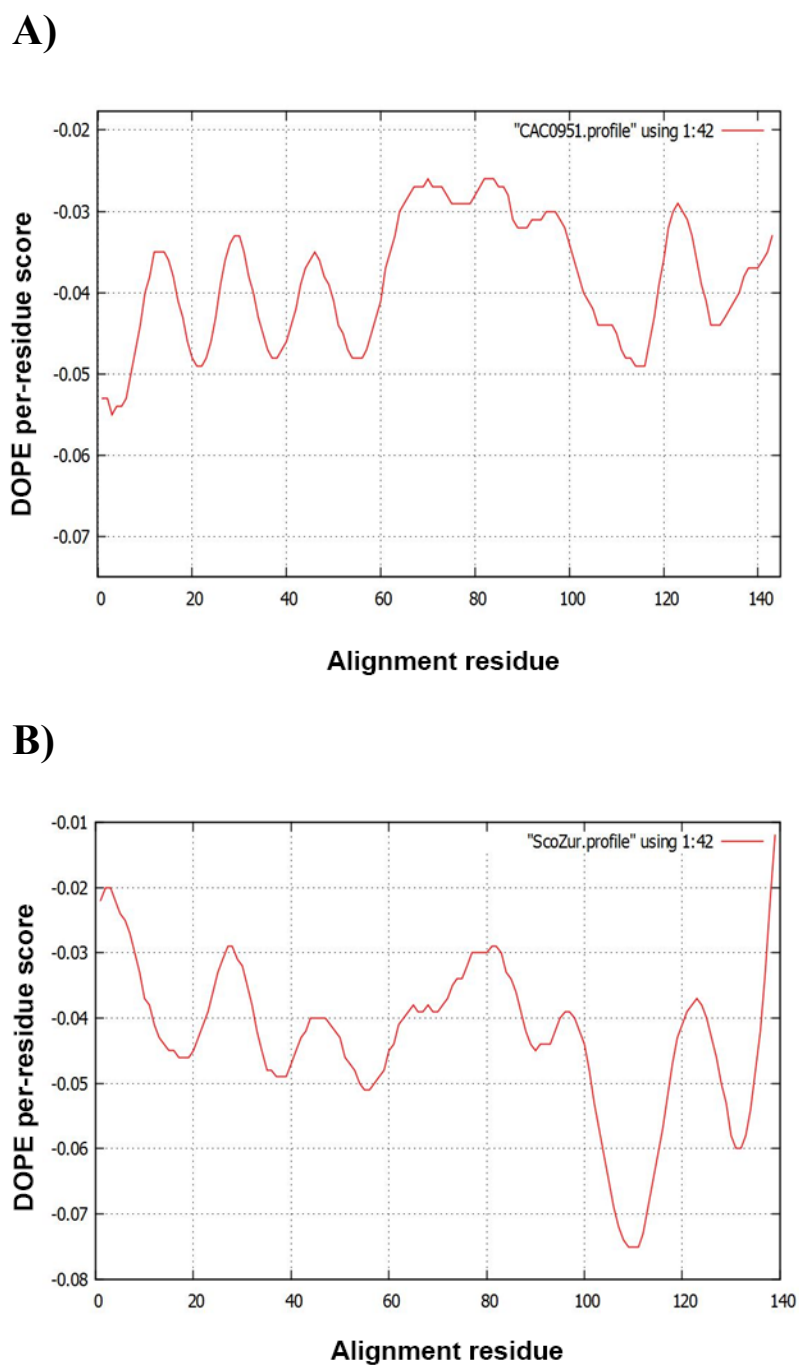 A)
-0.02
"CAC0951.profile" using 1:42
-0.03
-0.04
-0.05
-0.06
-0.07
DOPE per-residue score
0 20 40 60 80 100 120 140
Alignment residue
B)
-0.01
"ScoZur.profile" using 1:42
-0.02
-0.03
-0.04
-0.05
-0.06
-0.07
-0.08
DOPE per-residue score
0 20 40 60 80 100 120 140
Alignment residue